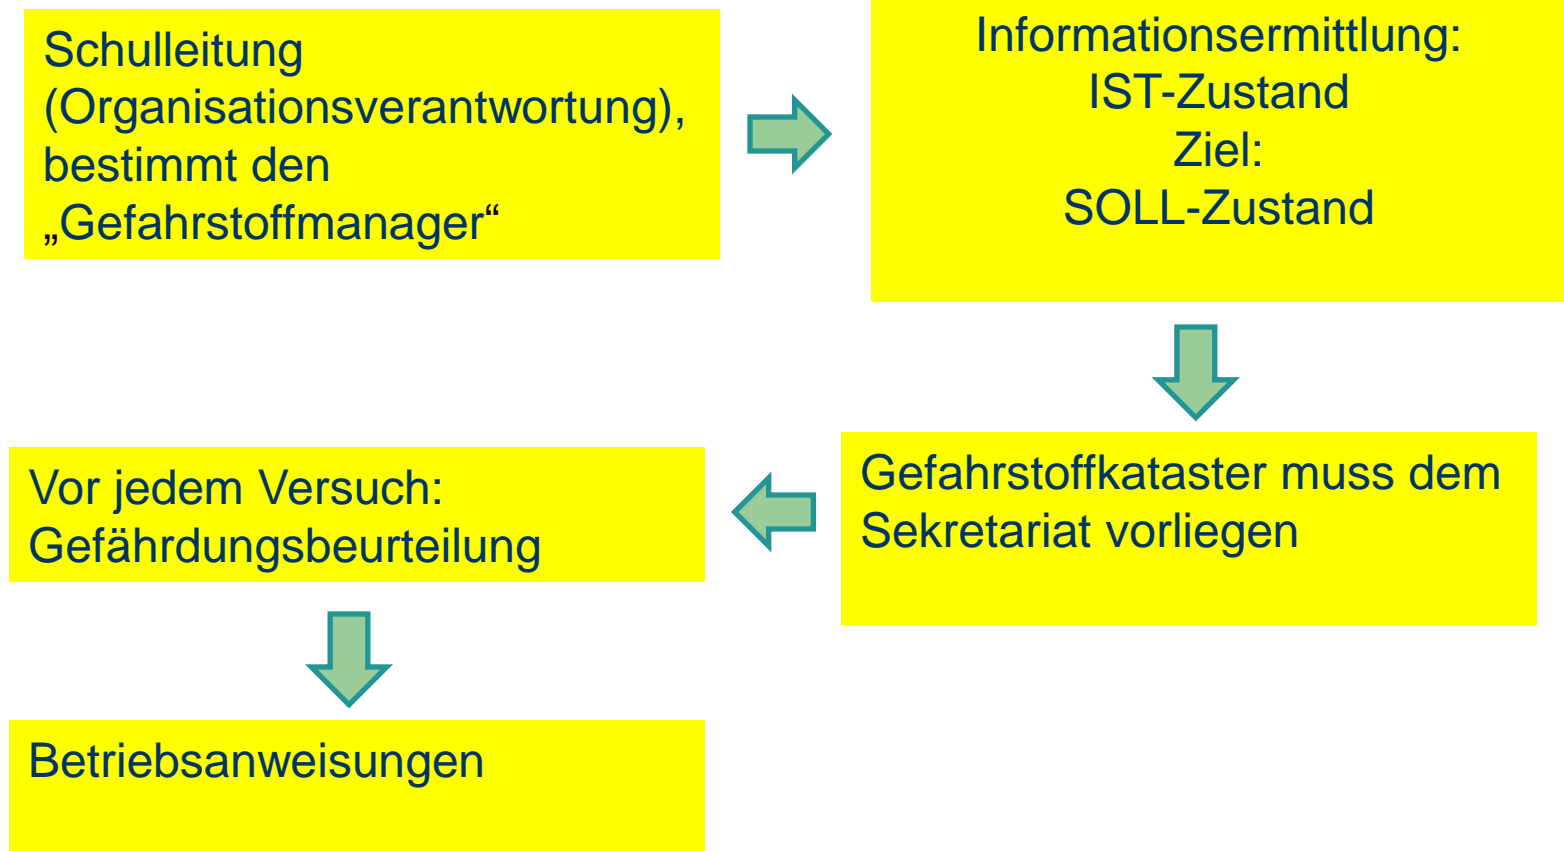 Schulleitung
(Organisationsverantwortung),
bestimmt den
„Gefahrstoffmanager“
Informationsermittlung:
IST-Zustand
Ziel:
SOLL-Zustand
Gefahrstoffkataster muss dem
Sekretariat vorliegen
Vor jedem Versuch:
Gefährdungsbeurteilung
Betriebsanweisungen